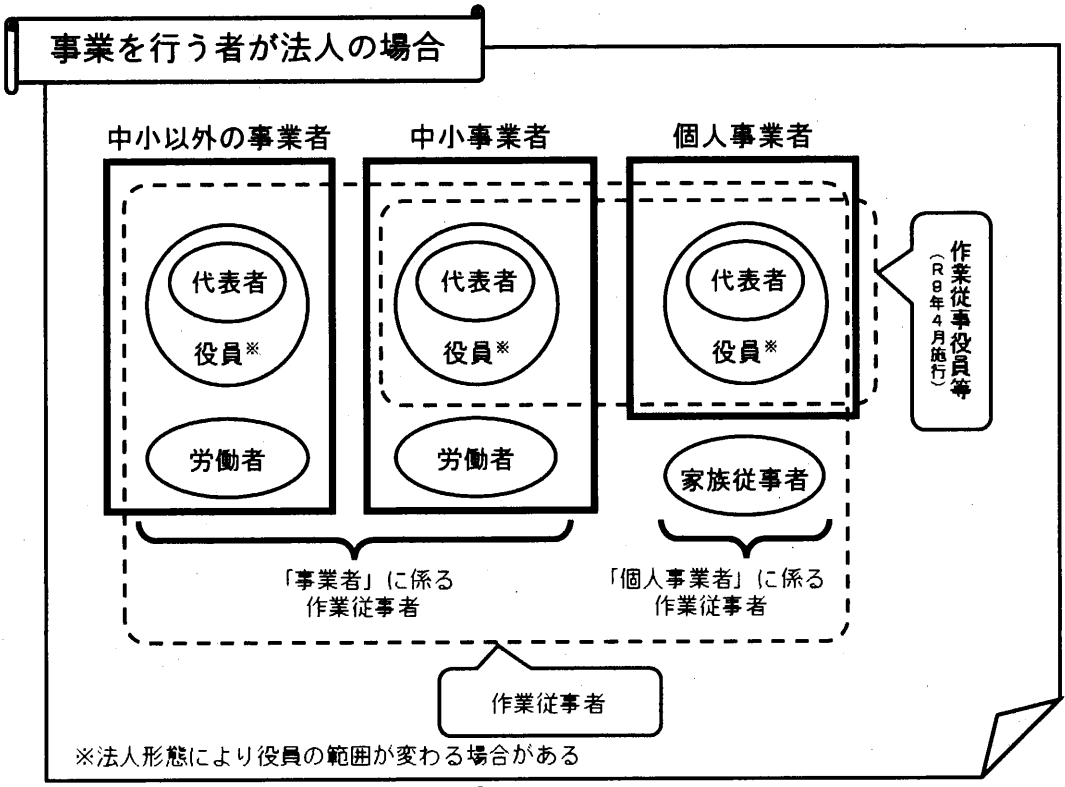 事業を行う者が法人の場合
中小以外の事業者
中小事業者
個人事業者
代表者
役員※
労働者
代表者
役員※
労働者
代表者
役員※
家族従事者
作業従事役員等
（R9年4月施行）
「事業者」に係る
作業従事者
「個人事業者」に係る
作業従事者
作業従事者
※法人形態により役員の範囲が変わる場合がある